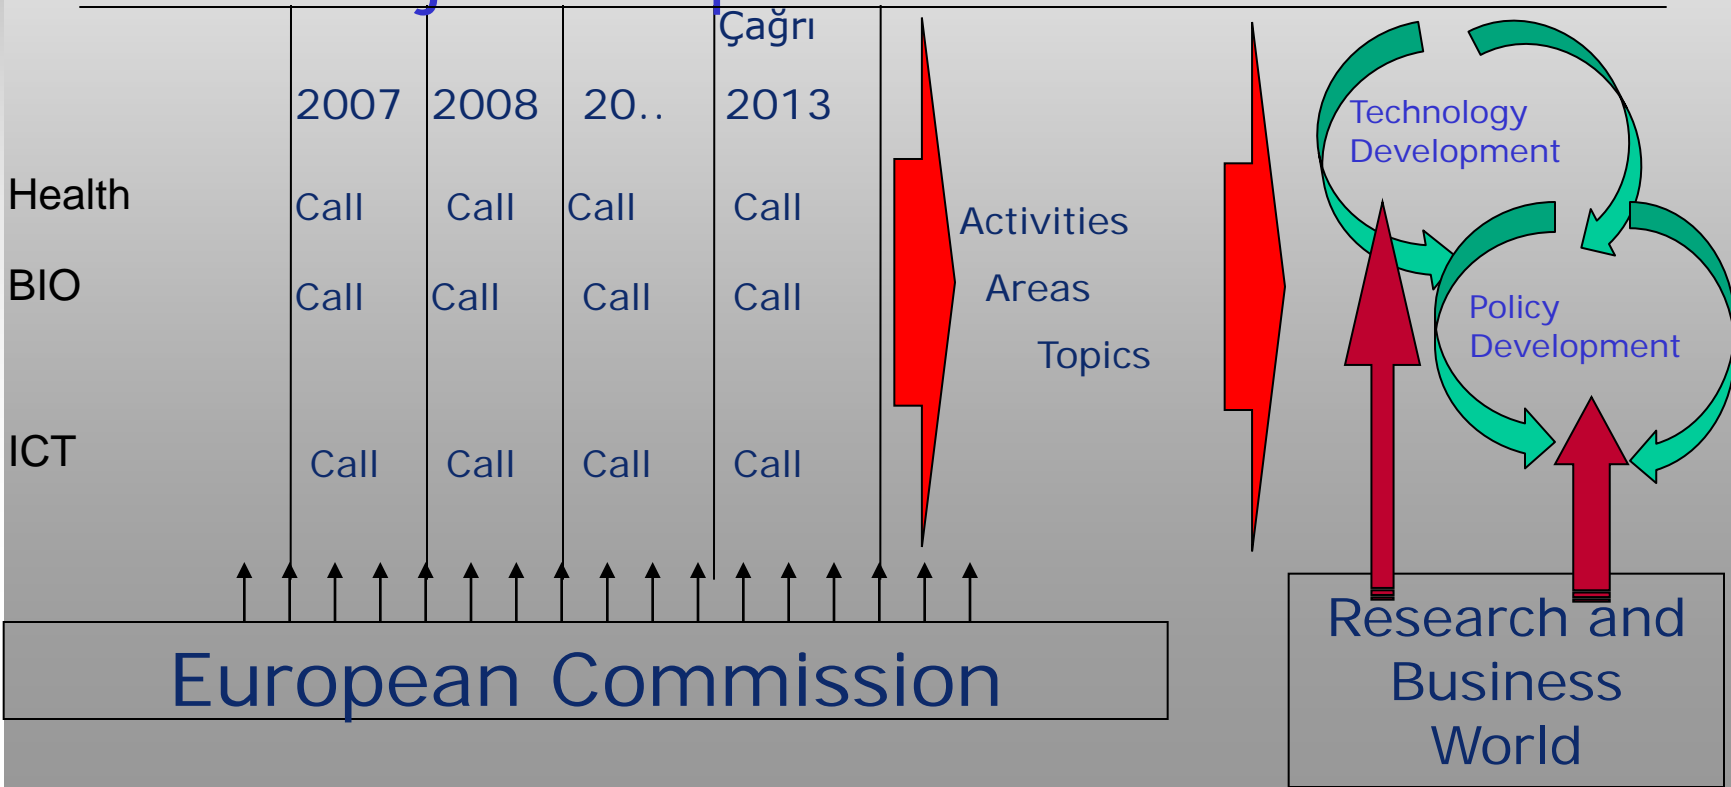 Çağrı
2007 2008 20.. 2013
Health Call Call Call Call
BIO Call Call Call Call
ICT Call Call Call Call
Activities
Areas
Topics
Technology
Development
Policy
Development
European Commission
Research and
Business
World